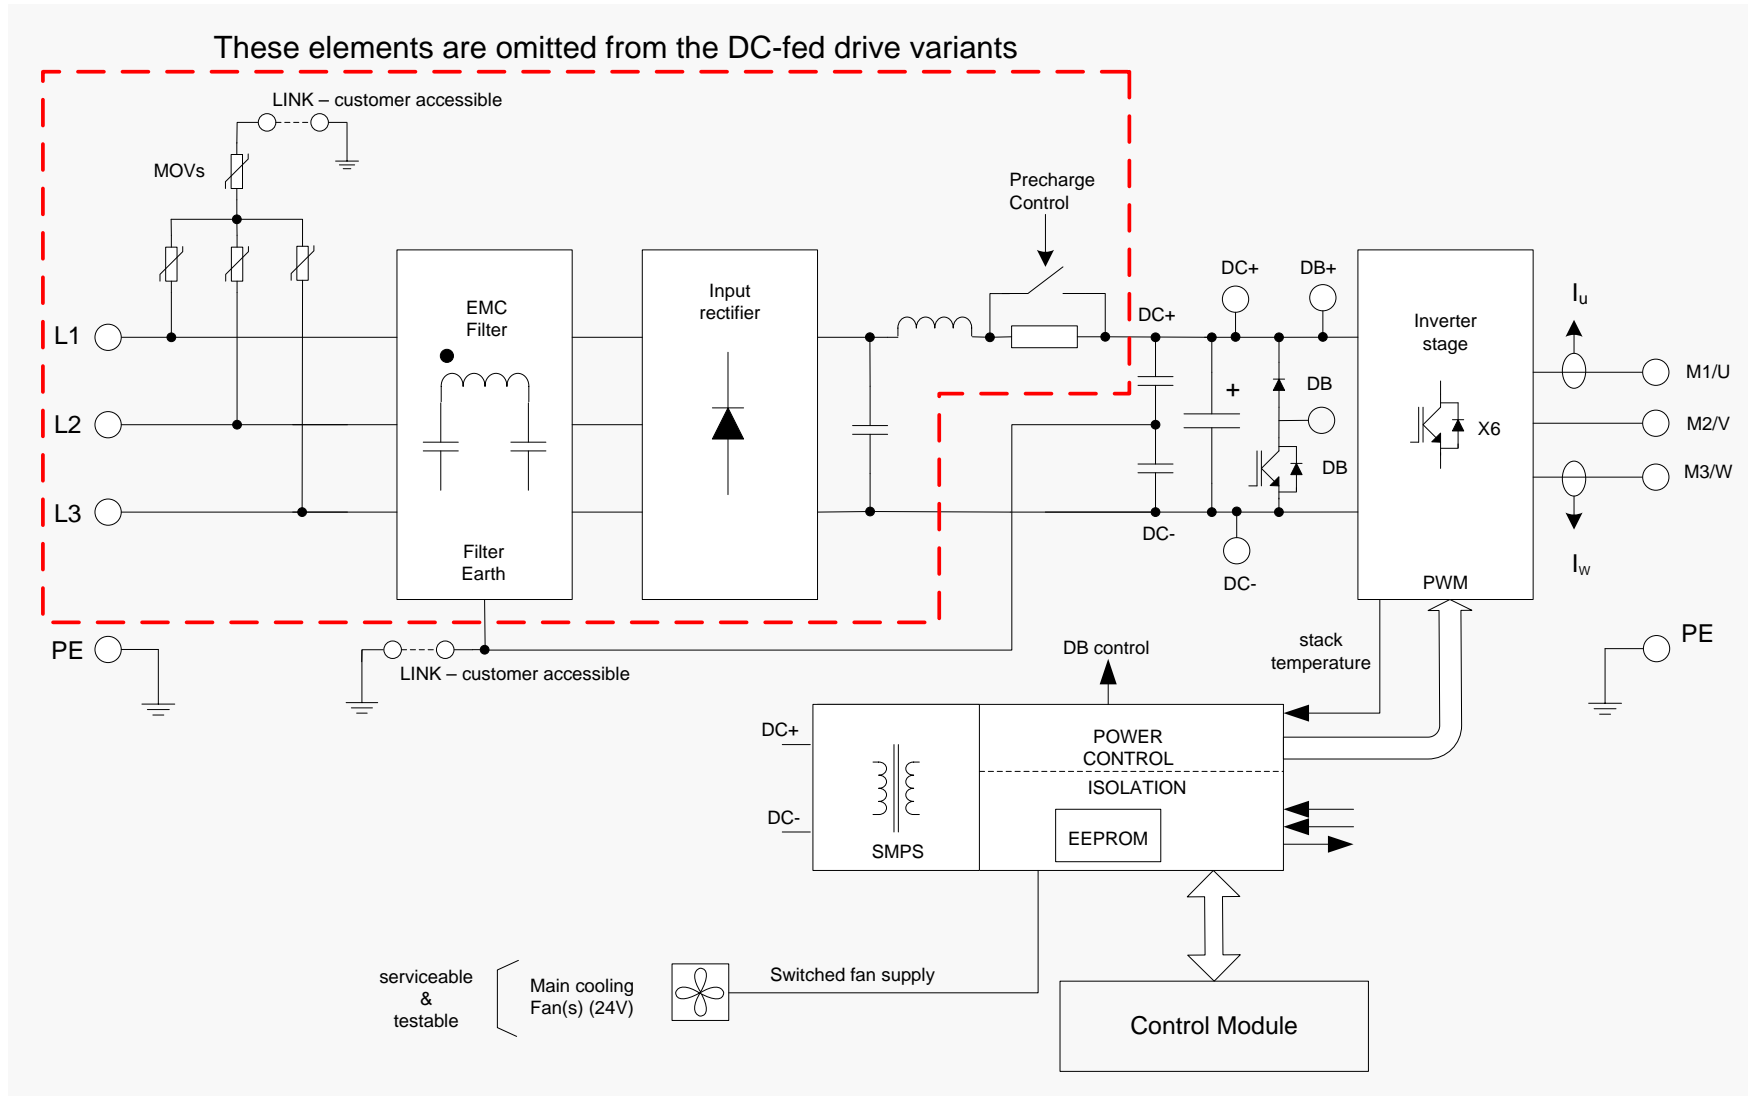 These elements are omitted from the DC-fed drive variants
LINK – customer accessible
MOVs
Precharge
Control
EMC
Filter
Input
rectifier
DC+
DC+
DB+
Inverter
stage
Iu
L1
L2
L3
DB
DB
X6
M1/U
M2/V
M3/W
DC-
DC-
Filter
Earth
PWM
Iw
PE
LINK – customer accessible
DB control
stack
temperature
PE
DC+
DC-
SMPS
POWER
CONTROL
ISOLATION
EEPROM
serviceable
&
testable
Main cooling
Fan(s) (24V)
Switched fan supply
Control Module